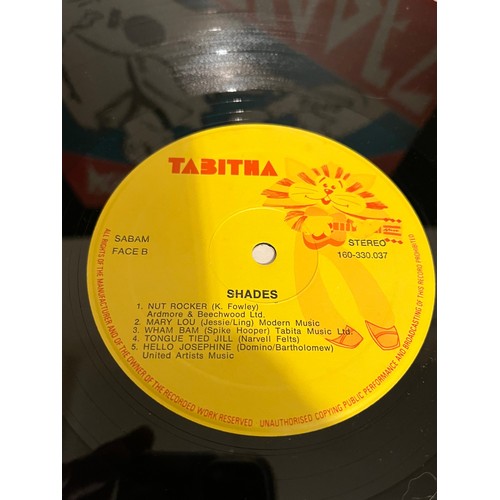 TABITHA
SABAM
FACE B
STEREO
160-330.037
SHADES
1. NUT ROCKER (K. Fowley)
Ardmore & Beechwood Ltd.
2. MARY LOU (Jessie/Ling) Modern Music
3. WHAM BAM (Spike Hooper) Tabita Music Ltd.
4. TONGUE TIED JILL (Narvell Felts)
5. HELLO JOSEPHINE (Domino/Bartholomew)
United Artists Music
ALL RIGHTS OF THE MANUFACTURER AND OF THE OWNER OF THE RECORDED WORK RESERVED UNAUTHORISED COPYING PUBLIC PERFORMANCE AND BROADCASTING OF THIS RECORD PROHIBITED